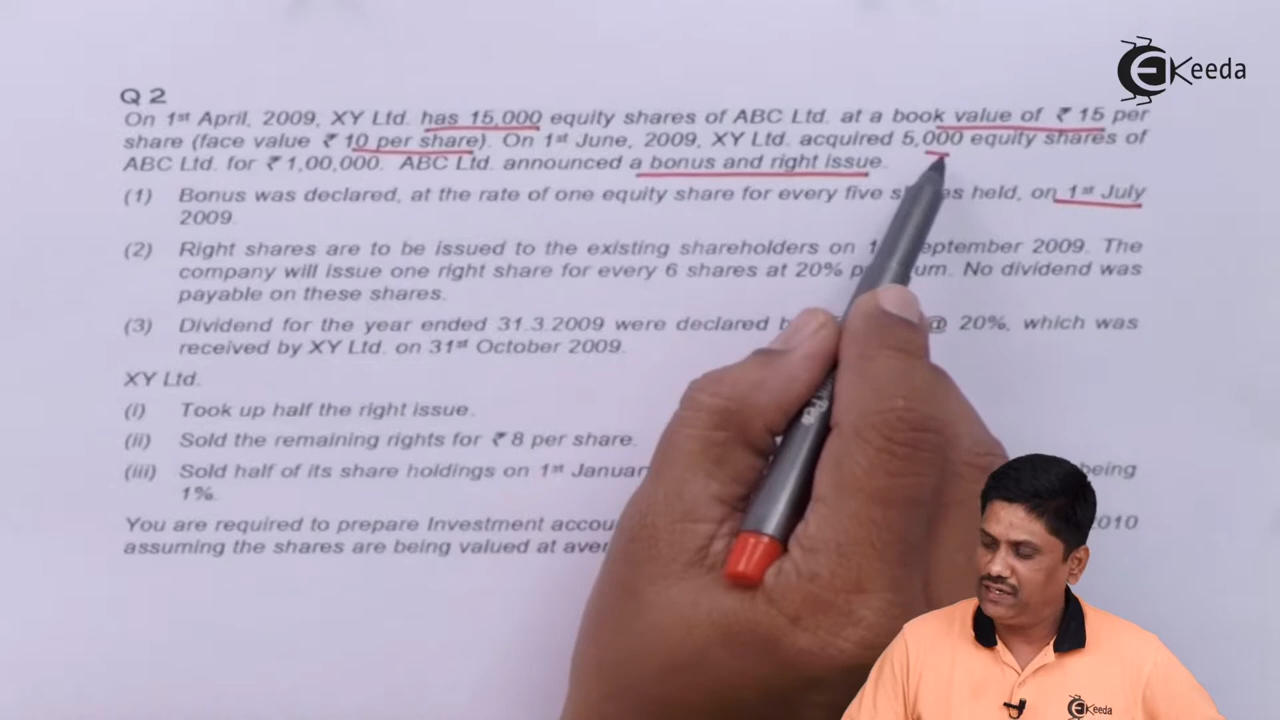 EKeeda
Q 2
On 1st April, 2009, XY Ltd. has 15,000 equity shares of ABC Ltd. at a book value of ₹ 15 per
share (face value ₹ 10 per share). On 1st June, 2009, XY Ltd. acquired 5,000 equity shares of
ABC Ltd. for ₹ 1,00,000. ABC Ltd. announced a bonus and right issue.
(1) Bonus was declared, at the rate of one equity share for every five held, on 1st July
2009.
(2) Right shares are to be issued to the existing shareholders on 2009. The
company will issue one right share for every 6 shares at 20% No dividend was
payable on these shares.
(3) Dividend for the year ended 31.3.2009 were declared @ 20%, which was
received by XY Ltd. on 31st October 2009.
XY Ltd.
(i) Took up half the right issue.
(ii) Sold the remaining rights for ₹ 8 per share.
(iii) Sold half of its share holdings on 1st being
1%.
You are required to prepare Investment 2010
assuming the shares are being valued at
EKeeda